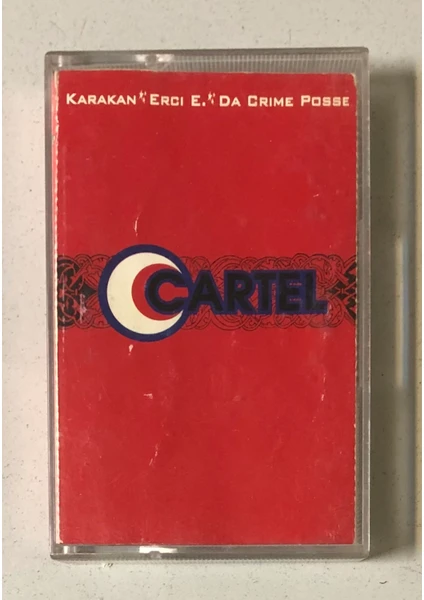 KARAKAN * ERCI E. * DA CRIME POSSE
CARTEL